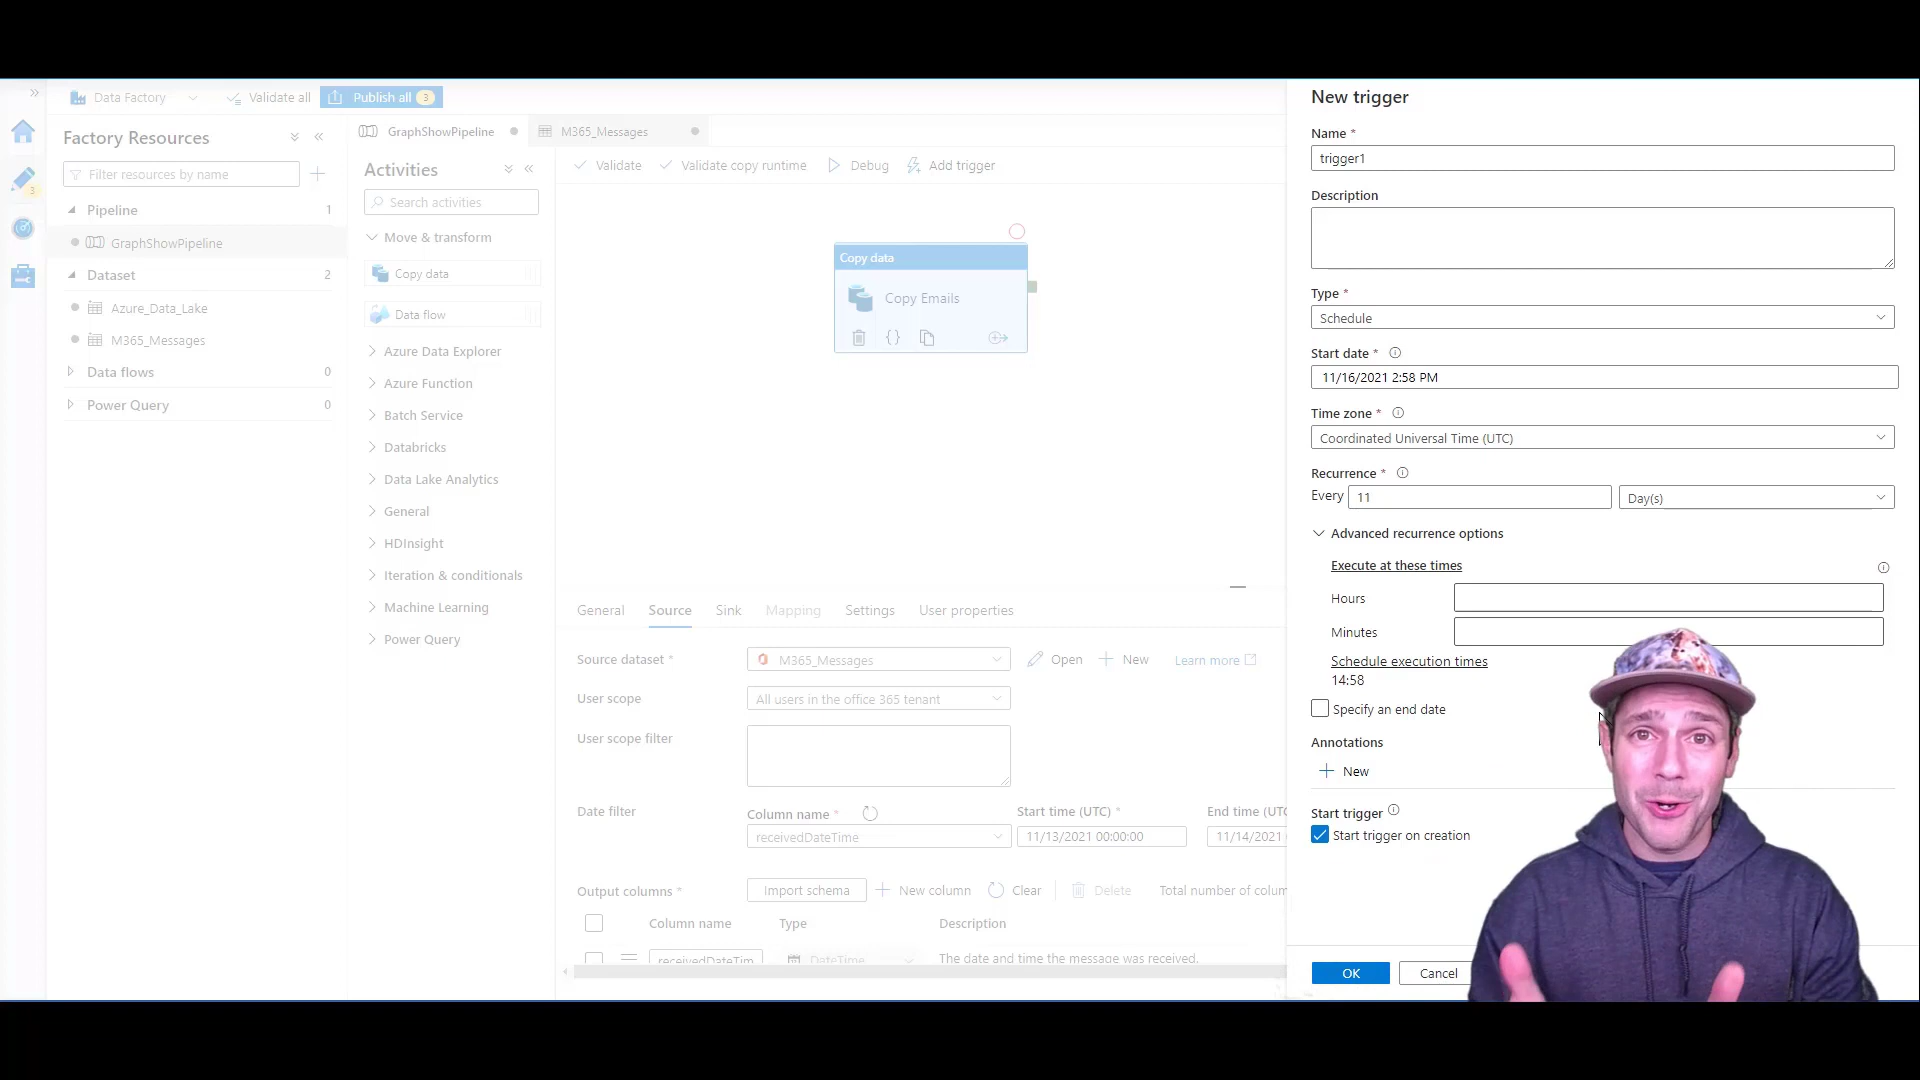 Data Factory
Validate all
Publish all 3
Factory Resources
Filter resources by name
3
Pipeline 1
GraphShowPipeline
Dataset 2
Azure_Data_Lake
M365_Messages
Data flows 0
Power Query 0
GraphShowPipeline
M365_Messages
Activities
Search activities
Move & transform
Copy data
Data flow
Azure Data Explorer
Azure Function
Batch Service
Databricks
Data Lake Analytics
General
HDInsight
Iteration & conditionals
Machine Learning
Power Query
Validate
Validate copy runtime
Debug
Add trigger
Copy data
Copy Emails
General Source Sink Mapping Settings User properties
Source dataset * M365_Messages Open New Learn more
User scope All users in the office 365 tenant
User scope filter
Date filter Column name * Start time (UTC) * End time (UTC
receivedDateTime 11/13/2021 00:00:00 11/14/2021
Output columns * Import schema New column Clear Delete Total number of colum
Column name Type Description
receivedDateTim DateTime The date and time the message was received.
New trigger
Name *
trigger1
Description
Type *
Schedule
Start date *
11/16/2021 2:58 PM
Time zone *
Coordinated Universal Time (UTC)
Recurrence *
Every 11 Day(s)
Advanced recurrence options
Execute at these times
Hours
Minutes
Schedule execution times
14:58
Specify an end date
Annotations
New
Start trigger
Start trigger on creation
OK Cancel